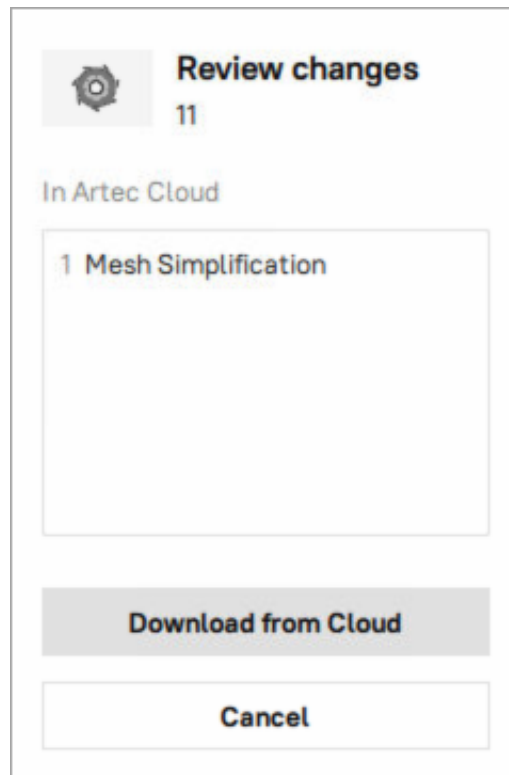 Review changes
11
In Artec Cloud
1 Mesh Simplification
Download from Cloud
Cancel